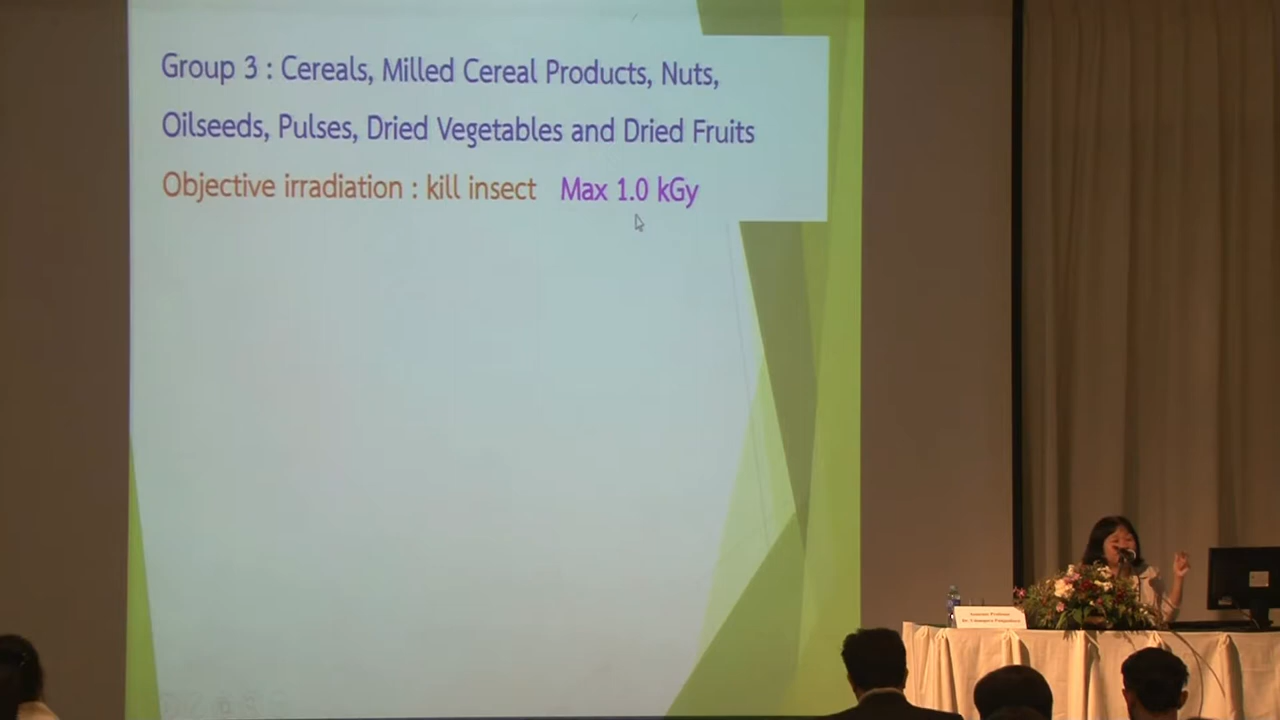 Group 3 : Cereals, Milled Cereal Products, Nuts,
Oilseeds, Pulses, Dried Vegetables and Dried Fruits
Objective irradiation : kill insect Max 1.0 kGy